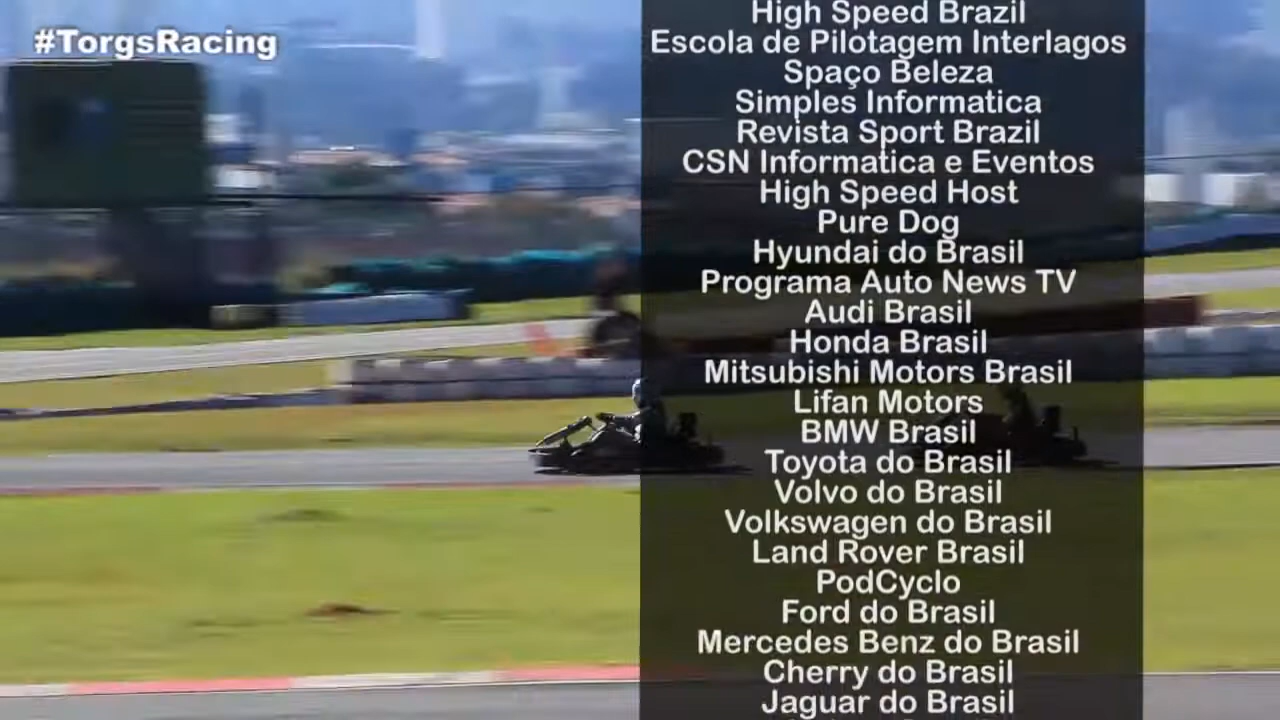 #TorgsRacing
High Speed Brazil
Escola de Pilotagem Interlagos
Spaço Beleza
Simples Informatica
Revista Sport Brazil
CSN Informatica e Eventos
High Speed Host
Pure Dog
Hyundai do Brasil
Programa Auto News TV
Audi Brasil
Honda Brasil
Mitsubishi Motors Brasil
Lifan Motors
BMW Brasil
Toyota do Brasil
Volvo do Brasil
Volkswagen do Brasil
Land Rover Brasil
PodCyclo
Ford do Brasil
Mercedes Benz do Brasil
Cherry do Brasil
Jaguar do Brasil